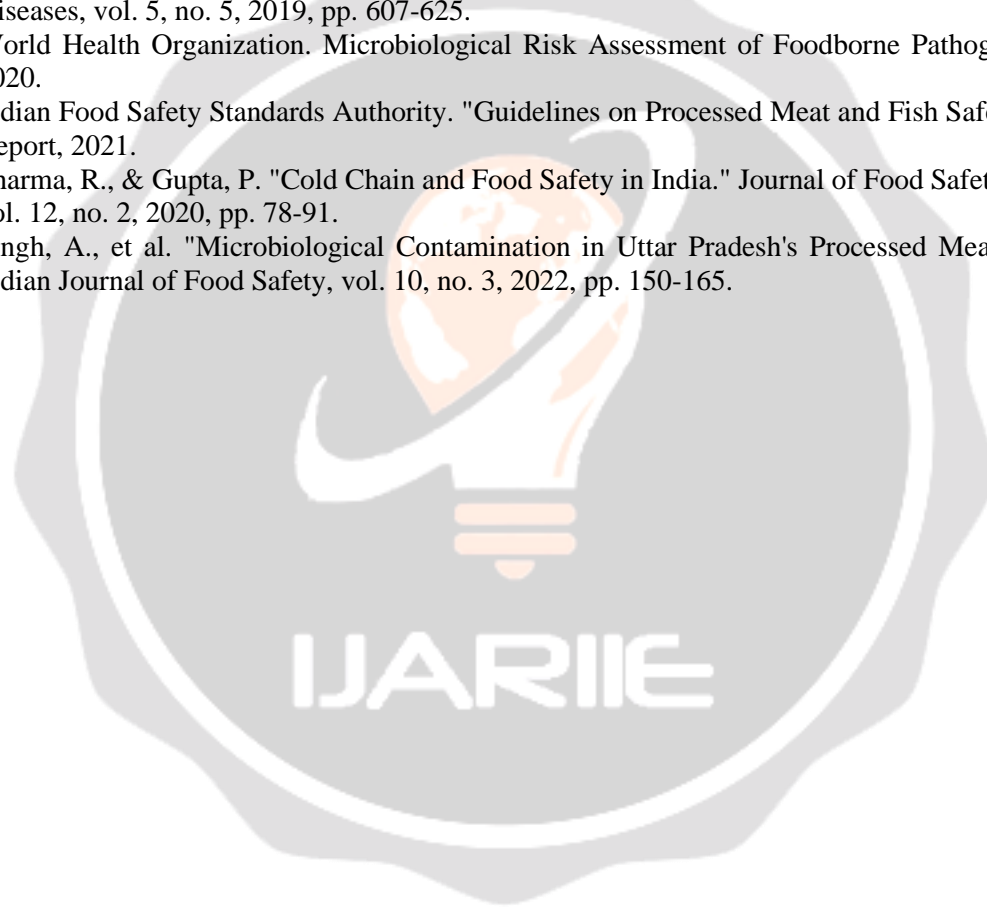 iseases, vol. 5, no. 5, 2019, pp. 607-625.
World Health Organization. Microbiological Risk Assessment of Foodborne Pathog
020.
dian Food Safety Standards Authority. "Guidelines on Processed Meat and Fish Safe
eport, 2021.
harma, R., & Gupta, P. "Cold Chain and Food Safety in India." Journal of Food Safet
ol. 12, no. 2, 2020, pp. 78-91.
ngh, A., et al. "Microbiological Contamination in Uttar Pradesh's Processed Mea
dian Journal of Food Safety, vol. 10, no. 3, 2022, pp. 150-165.
IJARIIE